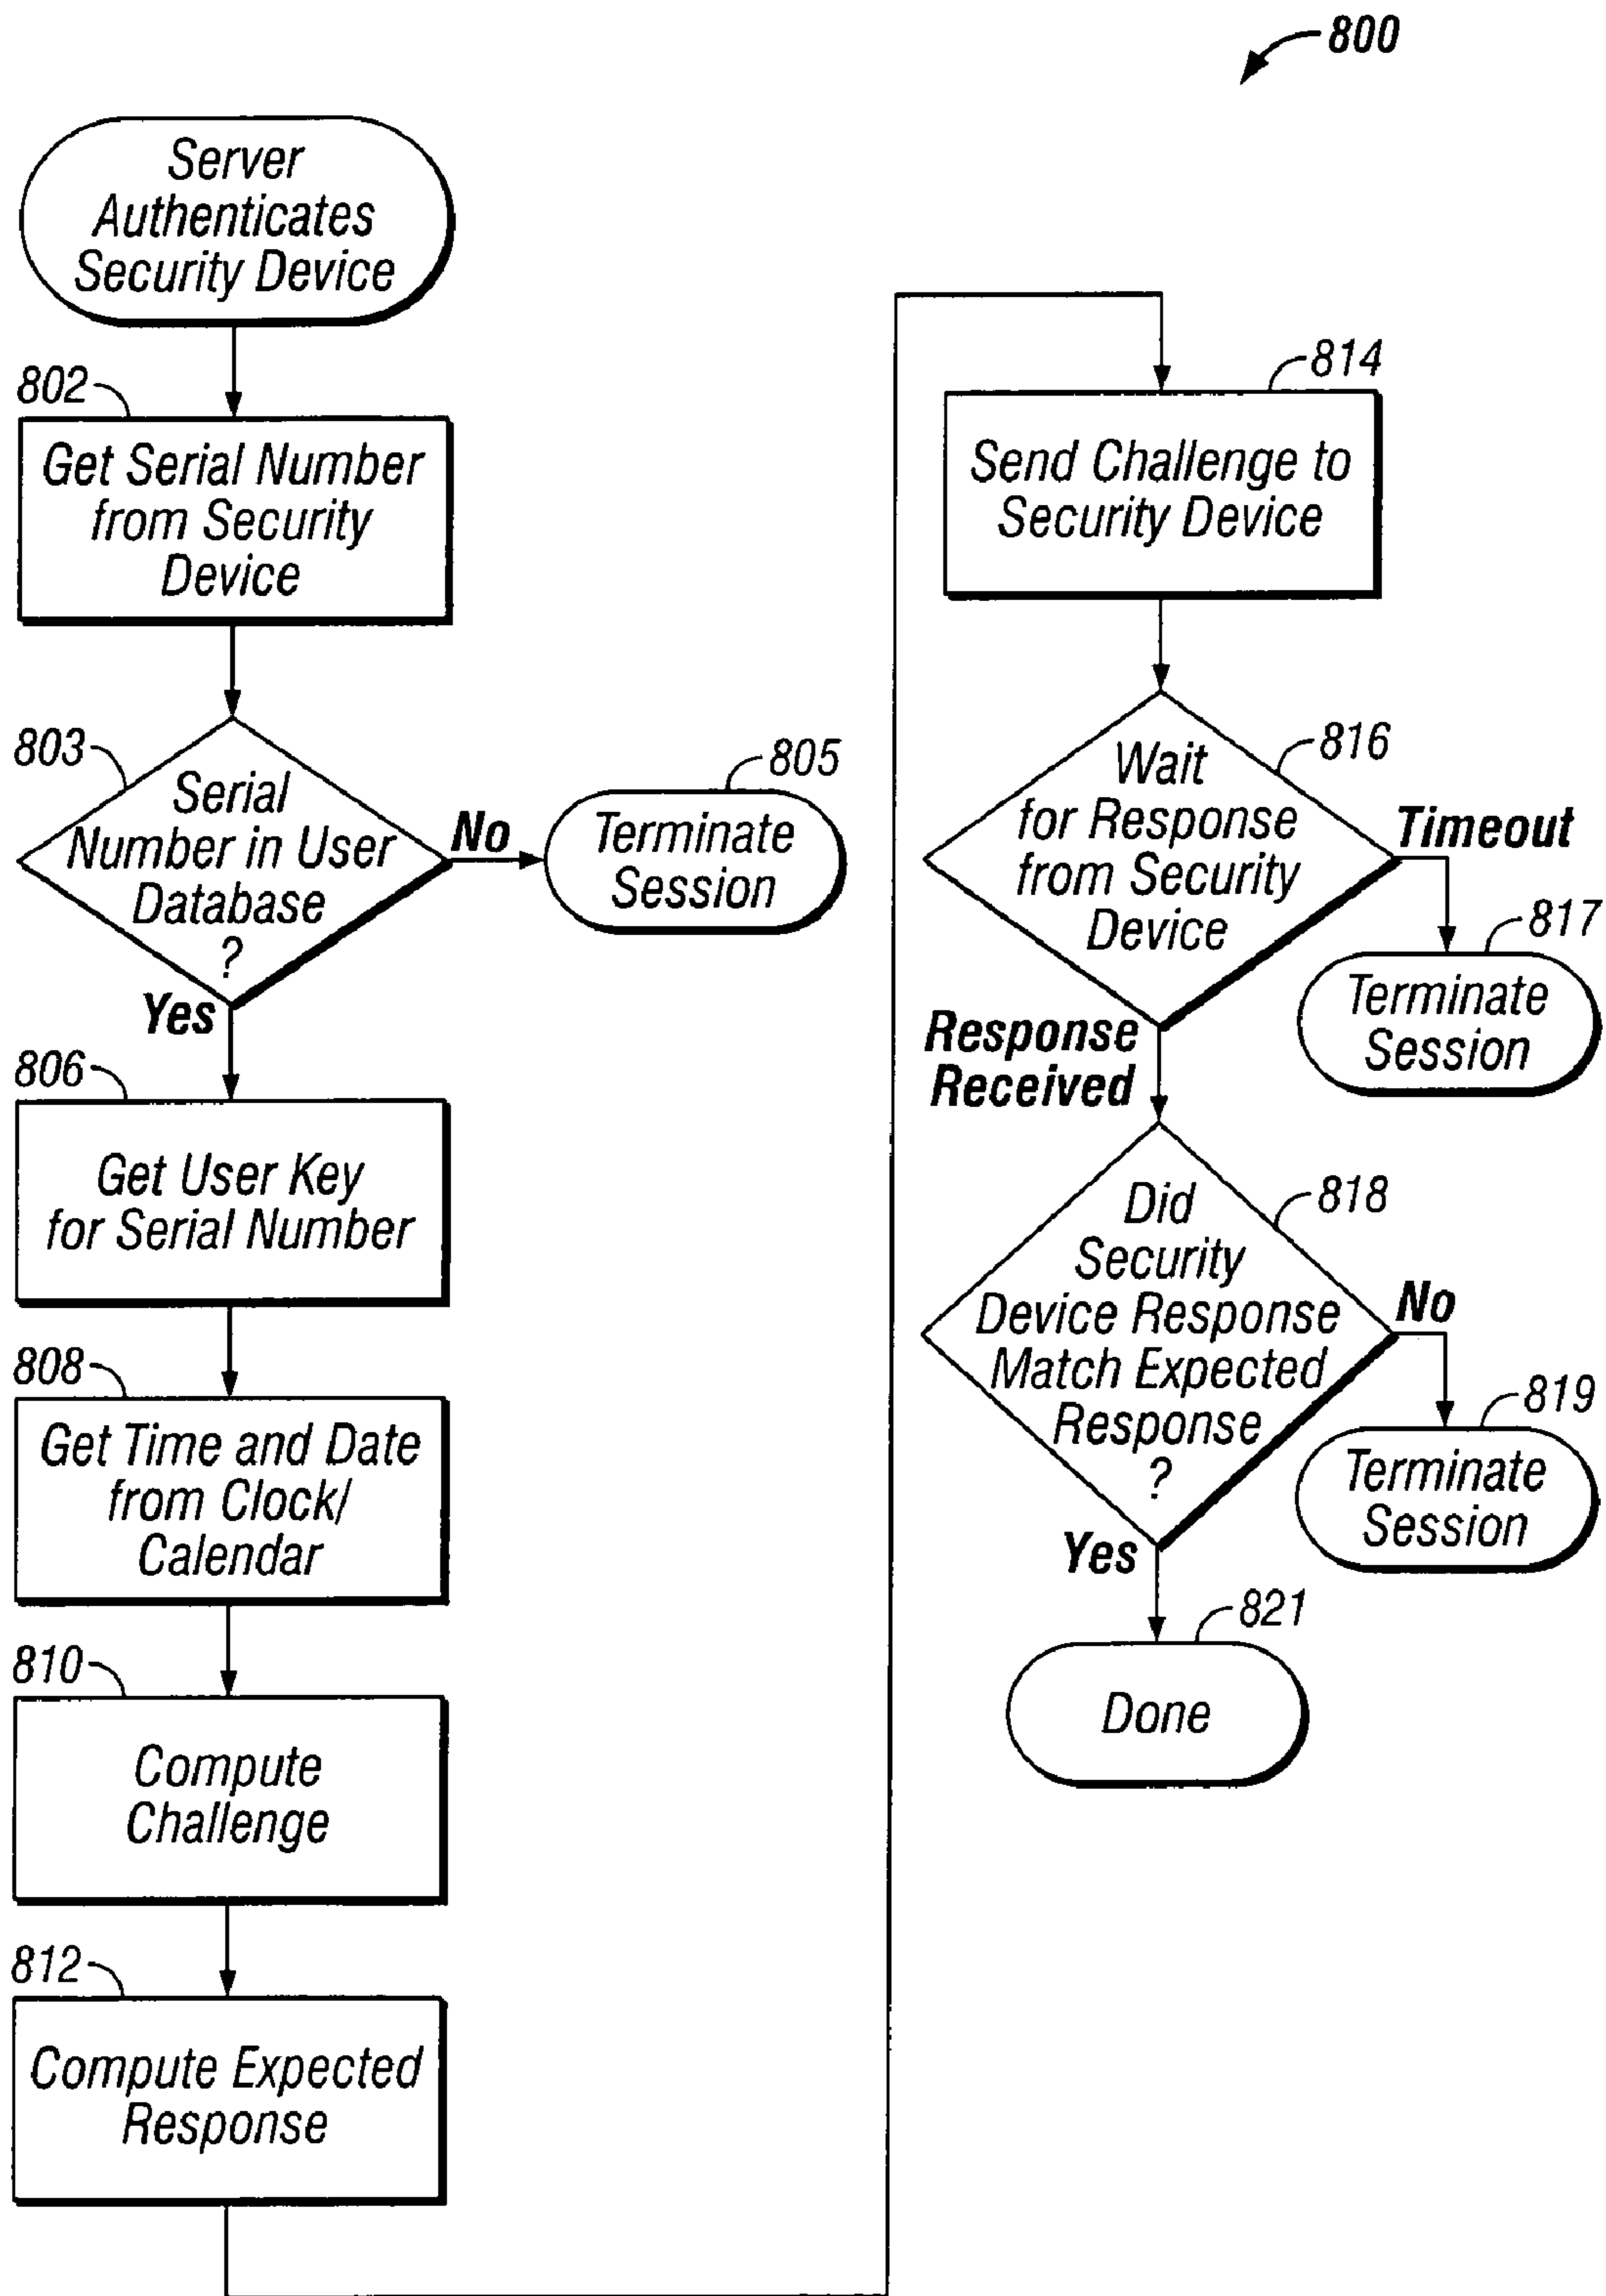 800
Server
Authenticates
Security Device
802
Get Serial Number
from Security
Device
803
Serial
Number in User
Database
?
No
805
Terminate
Session
Yes
806
Get User Key
for Serial Number
808
Get Time and Date
from Clock/
Calendar
810
Compute
Challenge
812
Compute Expected
Response
814
Send Challenge to
Security Device
816
Wait
for Response
from Security
Device
Timeout
817
Terminate
Session
Response
Received
818
Did
Security
Device Response
Match Expected
Response
?
No
819
Terminate
Session
Yes
821
Done